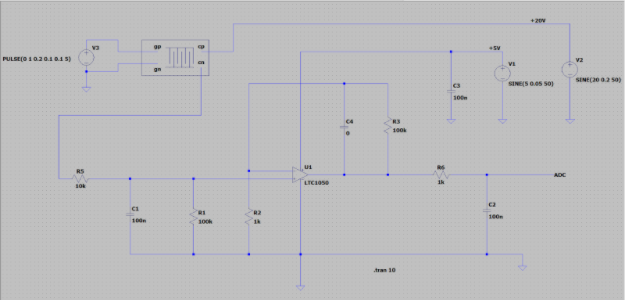 +20V
V3
PULSE(0 1 0.2 0.1 0.1 5)
gp
cp
gn
cn
+5V
V1
SINE(5 0.05 50)
V2
SINE(20 0.2 50)
C3
100n
C4
0
R3
100k
R5
10k
U1
LTC1050
R6
1k
ADC
C1
100n
R1
100k
R2
1k
C2
100n
.tran 10